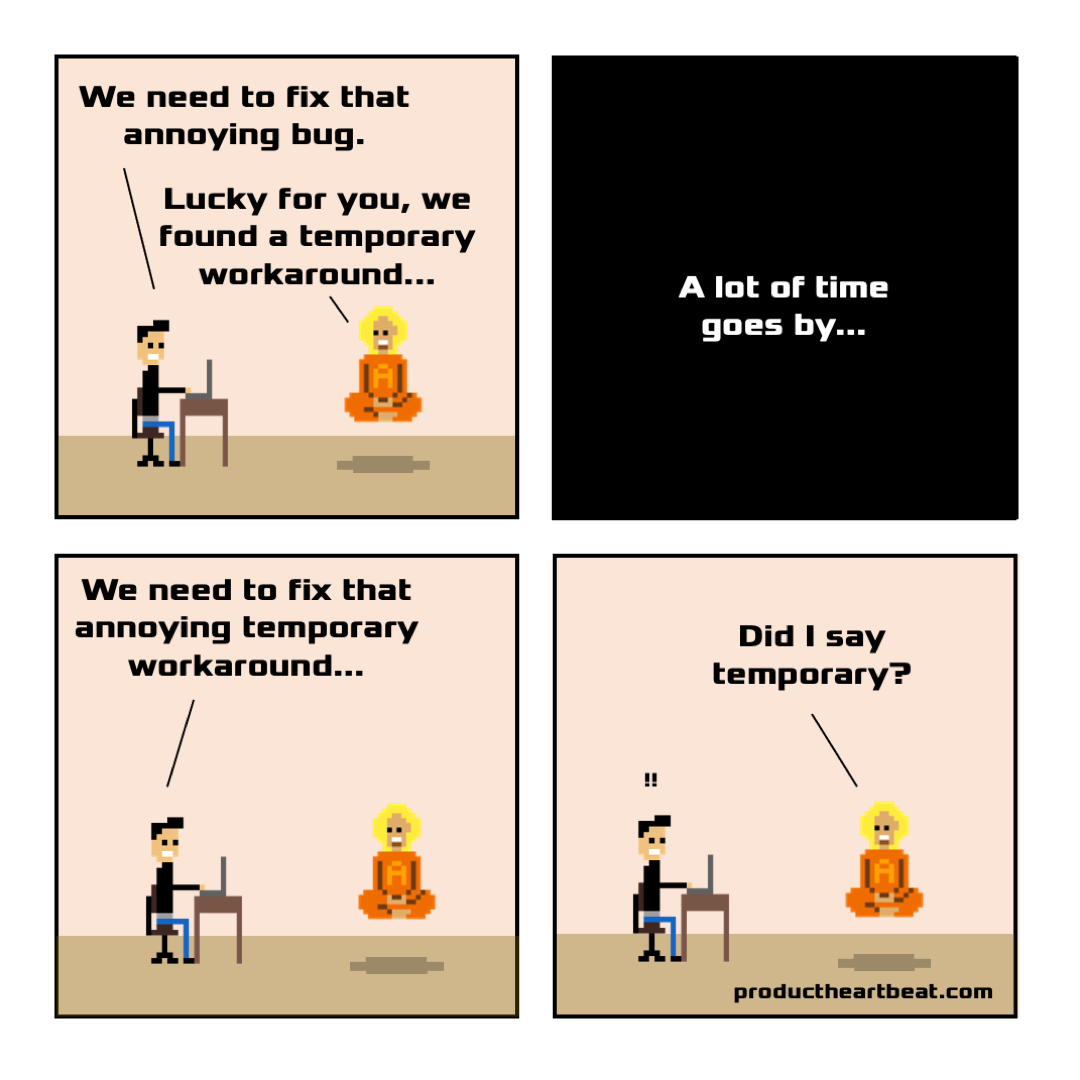 We need to fix that
annoying bug.
Lucky for you, we
found a temporary
workaround...
A lot of time
goes by...
We need to fix that
annoying temporary
workaround...
Did I say
temporary?
!!
productheartbeat.com